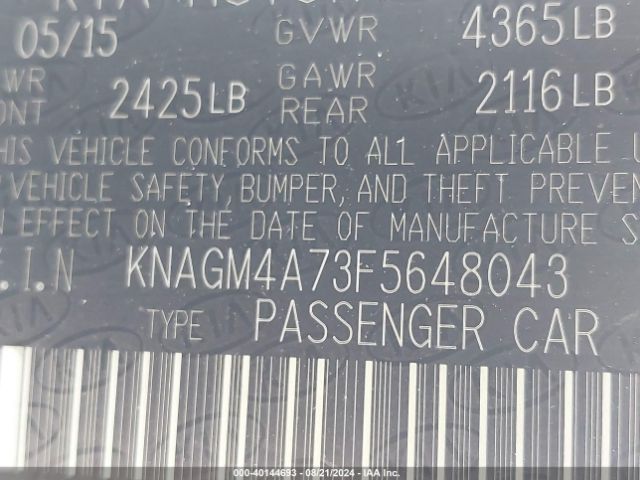 05/15 GVWR 4365LB
WR GAWR
2425LB REAR 2116LB
VEHICLE CONFORMS TO ALL APPLICABLE
VEHICLE SAFETY, BUMPER, AND THEFT PREVEN
EFFECT ON THE DATE OF MANUFACTURE S
.I.N KNAGM4A73F5648043
TYPE PASSENGER CAR
000-40144693 - 08/21/2024 - IAA Inc.